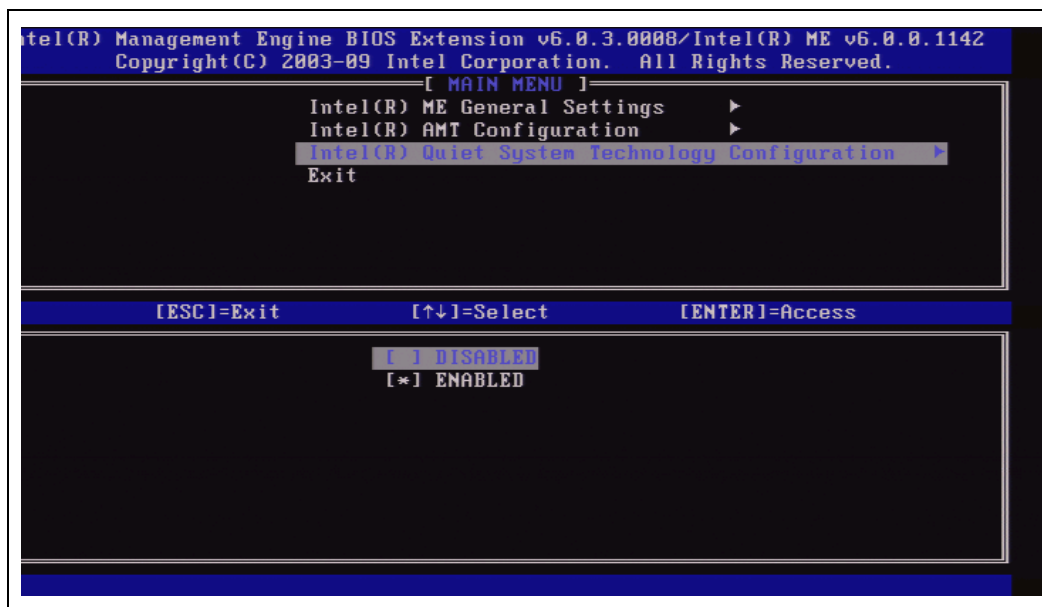 tel(R) Management Engine BIOS Extension v6.0.3.0008/Intel(R) ME v6.0.0.1142
Copyright(C) 2003-09 Intel Corporation. All Rights Reserved.
[ MAIN MENU ]
Intel(R) ME General Settings ►
Intel(R) AMT Configuration ►
Intel(R) Quiet System Technology Configuration ►
Exit
[ESC]=Exit [↑↓]=Select [ENTER]=Access
[ ] DISABLED
[*] ENABLED